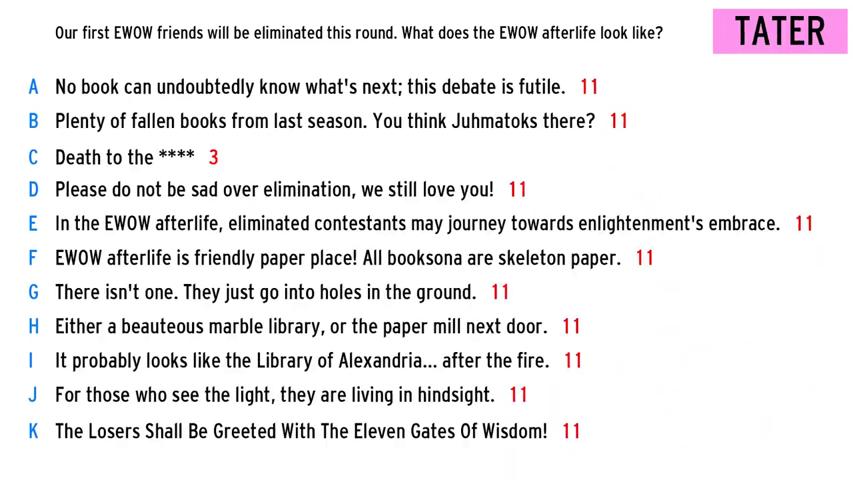 Our first EWOW friends will be eliminated this round. What does the EWOW afterlife look like?
TATER
A No book can undoubtedly know what's next; this debate is futile. 11
B Plenty of fallen books from last season. You think Juhmatoks there? 11
C Death to the **** 3
D Please do not be sad over elimination, we still love you! 11
E In the EWOW afterlife, eliminated contestants may journey towards enlightenment's embrace. 11
F EWOW afterlife is friendly paper place! All booksona are skeleton paper. 11
G There isn't one. They just go into holes in the ground. 11
H Either a beauteous marble library, or the paper mill next door. 11
I It probably looks like the Library of Alexandria... after the fire. 11
J For those who see the light, they are living in hindsight. 11
K The Losers Shall Be Greeted With The Eleven Gates Of Wisdom! 11